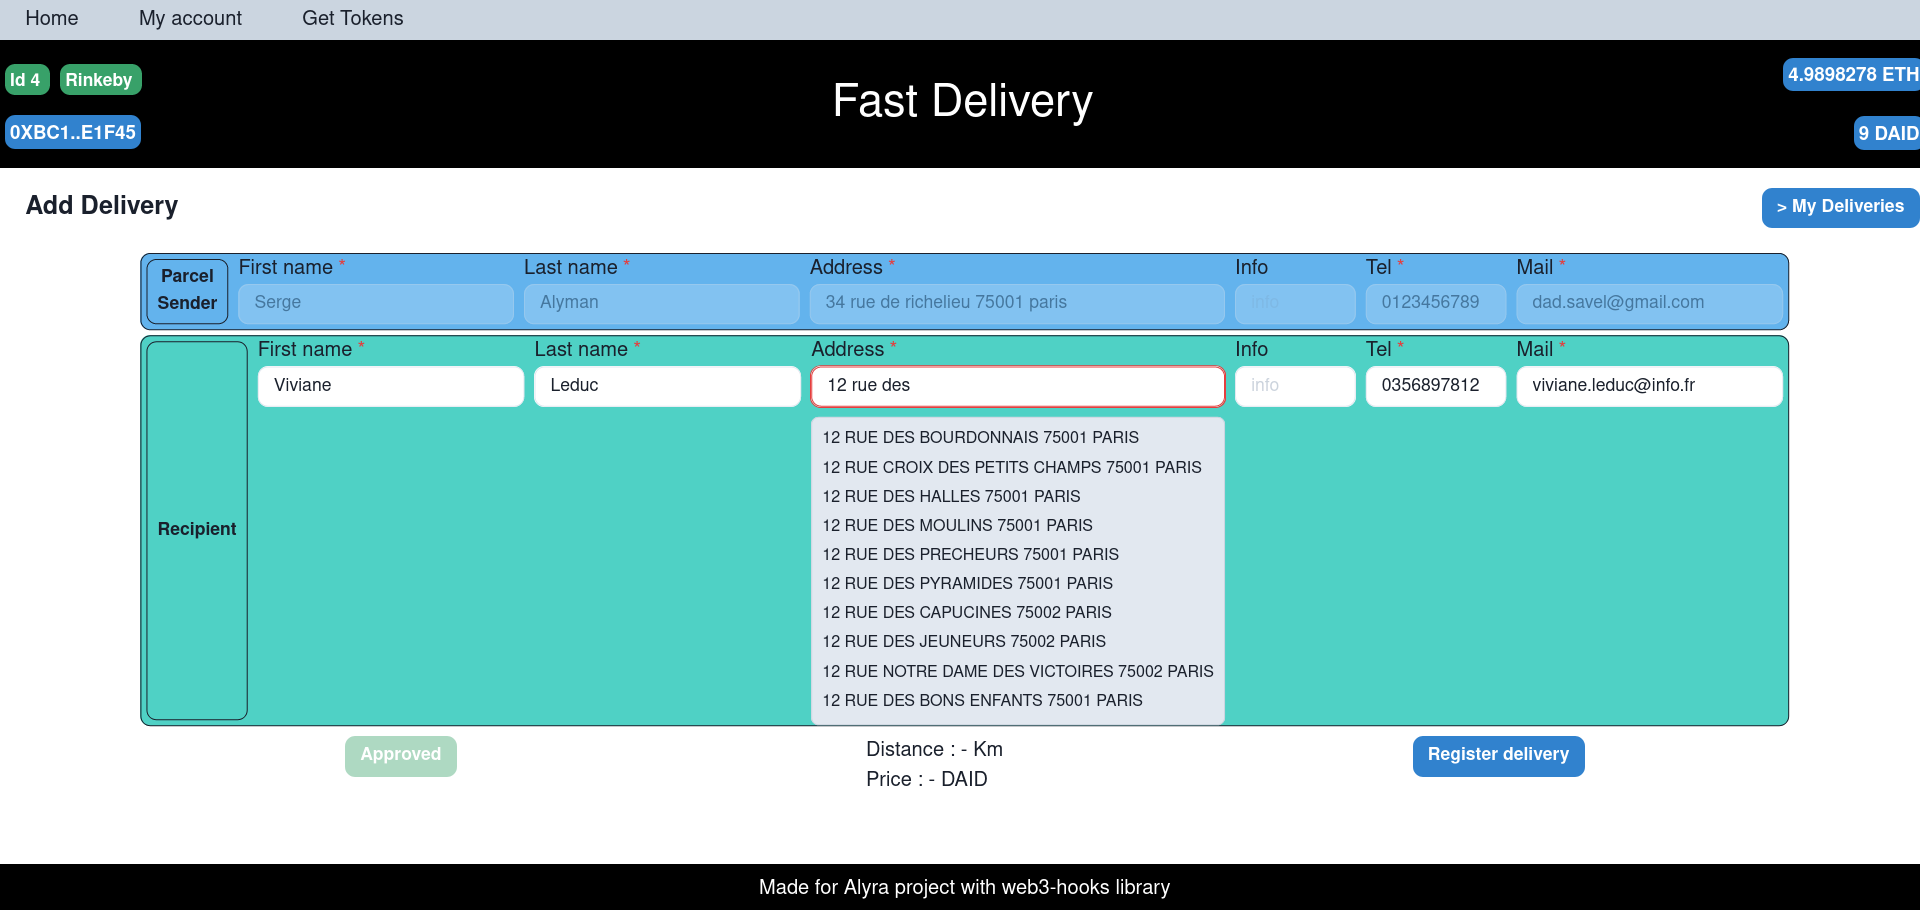 Home My account Get Tokens
Id 4 Rinkeby
0XBC1..E1F45
Fast Delivery
4.9898278 ETH
9 DAID
Add Delivery
> My Deliveries
Parcel
Sender
First name * Last name * Address * Info Tel * Mail *
Serge Alyman 34 rue de richelieu 75001 paris info 0123456789 dad.savel@gmail.com
Recipient
First name * Last name * Address * Info Tel * Mail *
Viviane Leduc 12 rue des info 0356897812 viviane.leduc@info.fr
12 RUE DES BOURDONNAIS 75001 PARIS
12 RUE CROIX DES PETITS CHAMPS 75001 PARIS
12 RUE DES HALLES 75001 PARIS
12 RUE DES MOULINS 75001 PARIS
12 RUE DES PRECHEURS 75001 PARIS
12 RUE DES PYRAMIDES 75001 PARIS
12 RUE DES CAPUCINES 75002 PARIS
12 RUE DES JEUNEURS 75002 PARIS
12 RUE NOTRE DAME DES VICTOIRES 75002 PARIS
12 RUE DES BONS ENFANTS 75001 PARIS
Approved
Distance : - Km
Price : - DAID
Register delivery
Made for Alyra project with web3-hooks library